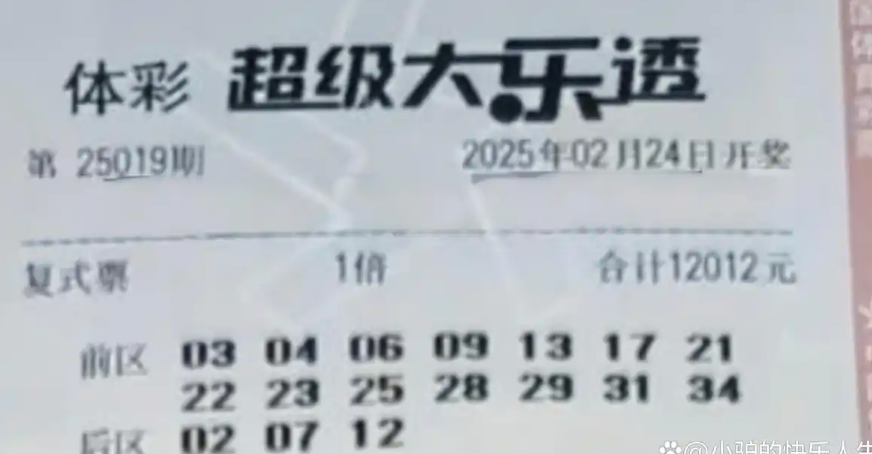 体彩 超级大乐透
第 25019期 2025年02月24日开奖
复式票 1倍 合计12012元
前区 03 04 06 09 13 17 21
22 23 25 28 29 31 34
后区 02 07 12
@小驴的快乐人生